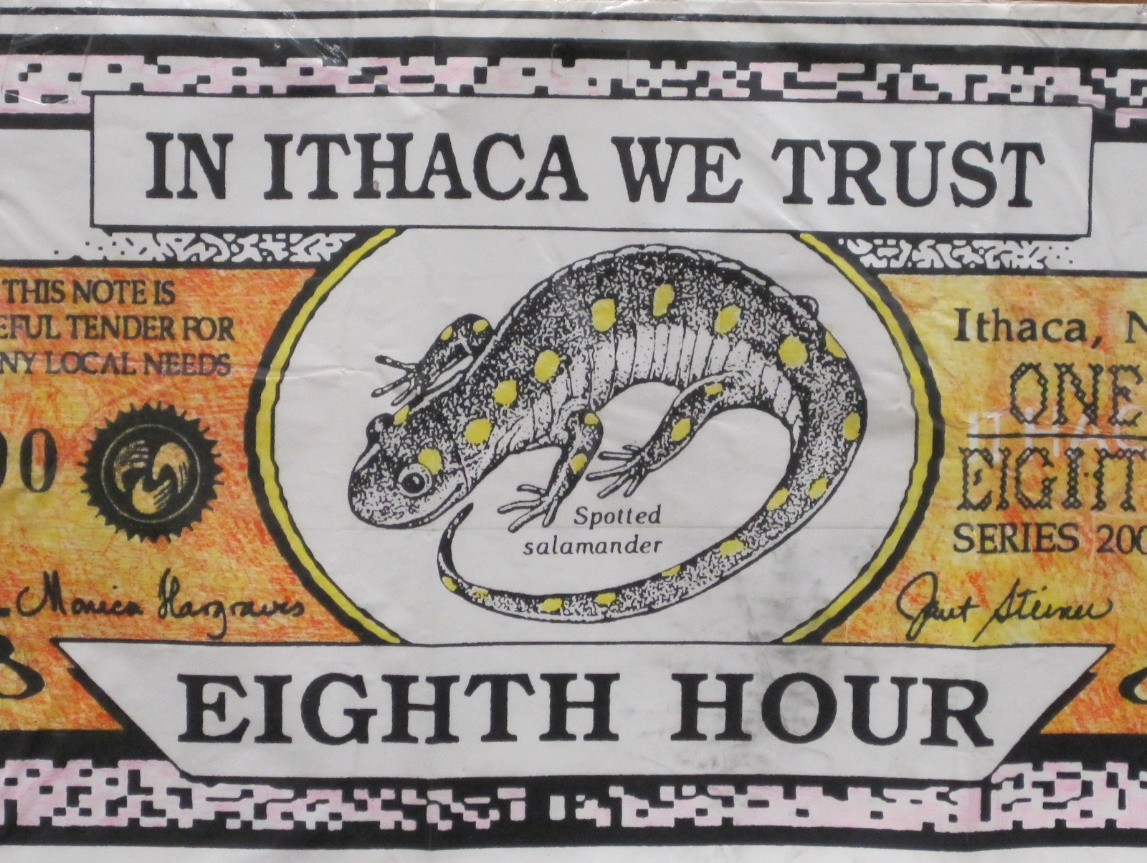 IN ITHACA WE TRUST
THIS NOTE IS
EFUL TENDER FOR
NY LOCAL NEEDS
00
Monica Hargraves
Spotted
salamander
Ithaca, N
ONE
EIGHT
SERIES 200
EIGHTH HOUR